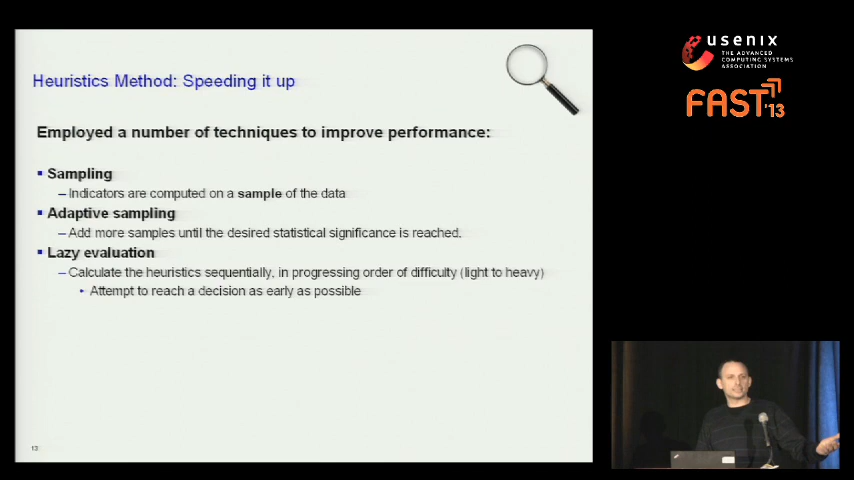 Heuristics Method: Speeding it up
Employed a number of techniques to improve performance:
▪ Sampling
– Indicators are computed on a sample of the data
▪ Adaptive sampling
– Add more samples until the desired statistical significance is reached.
▪ Lazy evaluation
– Calculate the heuristics sequentially, in progressing order of difficulty (light to heavy)
‣ Attempt to reach a decision as early as possible
13
usenix
THE ADVANCED
COMPUTING SYSTEMS
ASSOCIATION
FAST '13